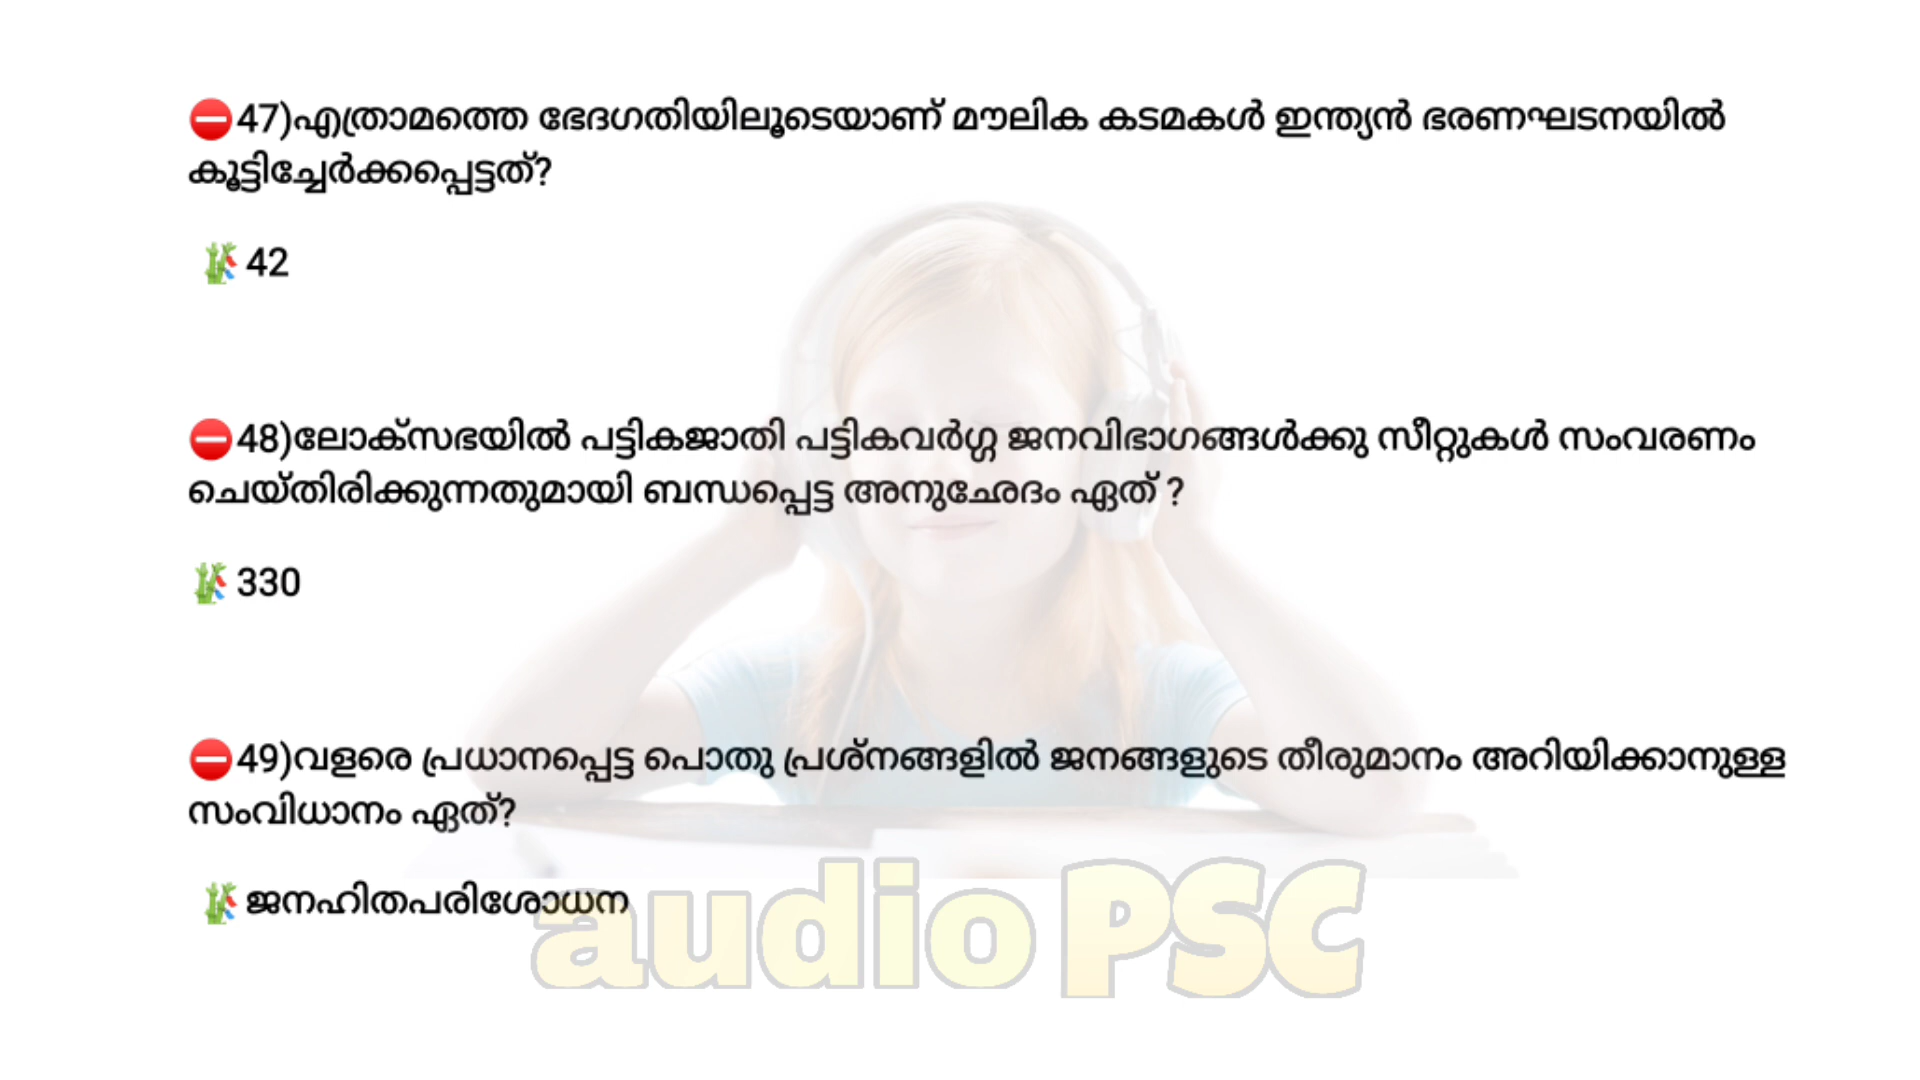 ⛔47)എത്രാമത്തെ ഭേദഗതിയിലൂടെയാണ് മൗലിക കടമകൾ ഇന്ത്യൻ ഭരണഘടനയിൽ
കൂട്ടിച്ചേർക്കപ്പെട്ടത്?
🎋42
⛔48)ലോക്സഭയിൽ പട്ടികജാതി പട്ടികവർഗ്ഗ ജനവിഭാഗങ്ങൾക്കു സീറ്റുകൾ സംവരണം
ചെയ്തിരിക്കുന്നതുമായി ബന്ധപ്പെട്ട അനുഛേദം ഏത് ?
🎋330
⛔49)വളരെ പ്രധാനപ്പെട്ട പൊതു പ്രശ്നങ്ങളിൽ ജനങ്ങളുടെ തീരുമാനം അറിയിക്കാനുള്ള
സംവിധാനം ഏത്?
🎋ജനഹിതപരിശോധന
audio PSC